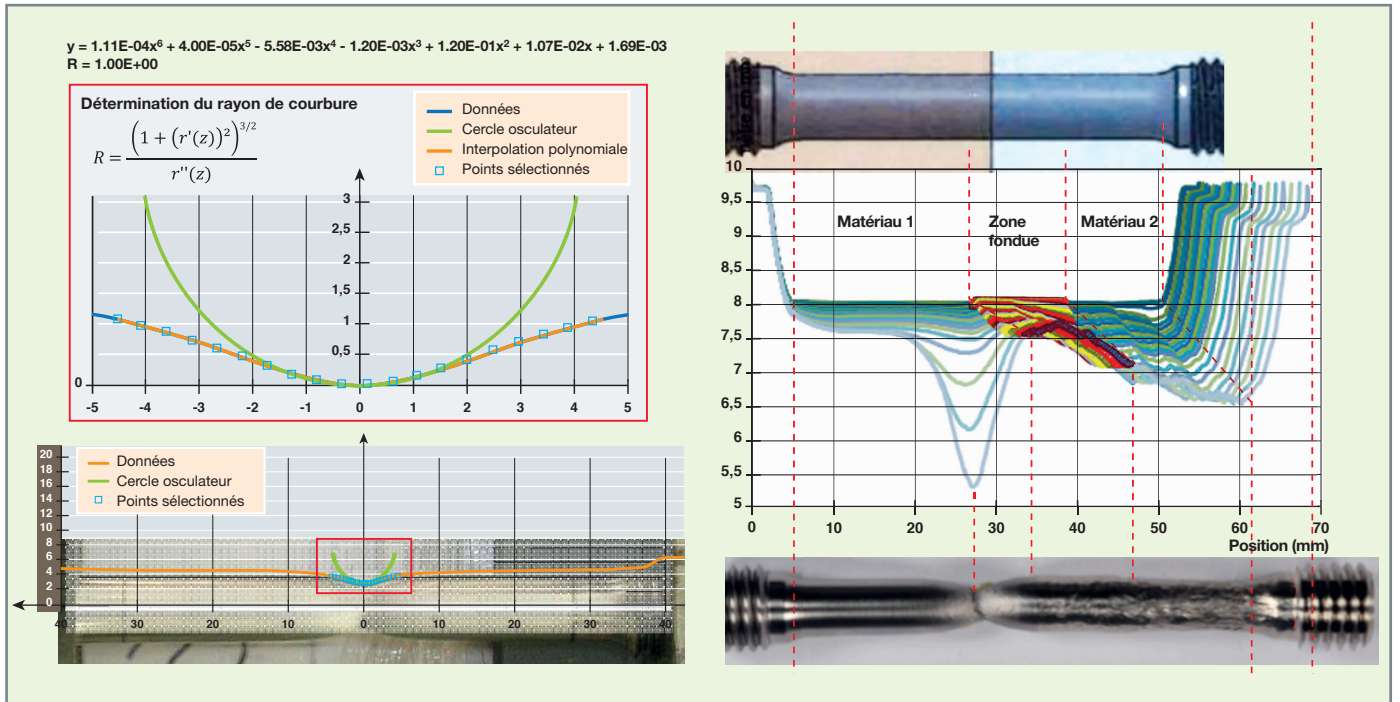 y = 1.11E-04x⁶ + 4.00E-05x⁵ - 5.58E-03x⁴ - 1.20E-03x³ + 1.20E-01x² + 1.07E-02x + 1.69E-03
R = 1.00E+00
Détermination du rayon de courbure
R = (1 + (r'(z))²)^3/2 / r''(z)
Données
Cercle osculateur
Interpolation polynomiale
Points sélectionnés
3
2,5
2
1,5
1
0,5
0
-5 -4 -3 -2 -1 0 1 2 3 4 5
Données
Cercle osculateur
Points sélectionnés
20
18
16
14
12
10
8
6
4
2
0
40 30 20 10 0 10 20 30 40
10
9,5
9
8,5
8
7,5
7
6,5
6
5,5
5
Matériau 1
Zone fondue
Matériau 2
0 10 20 30 40 50 60 70
Position (mm)